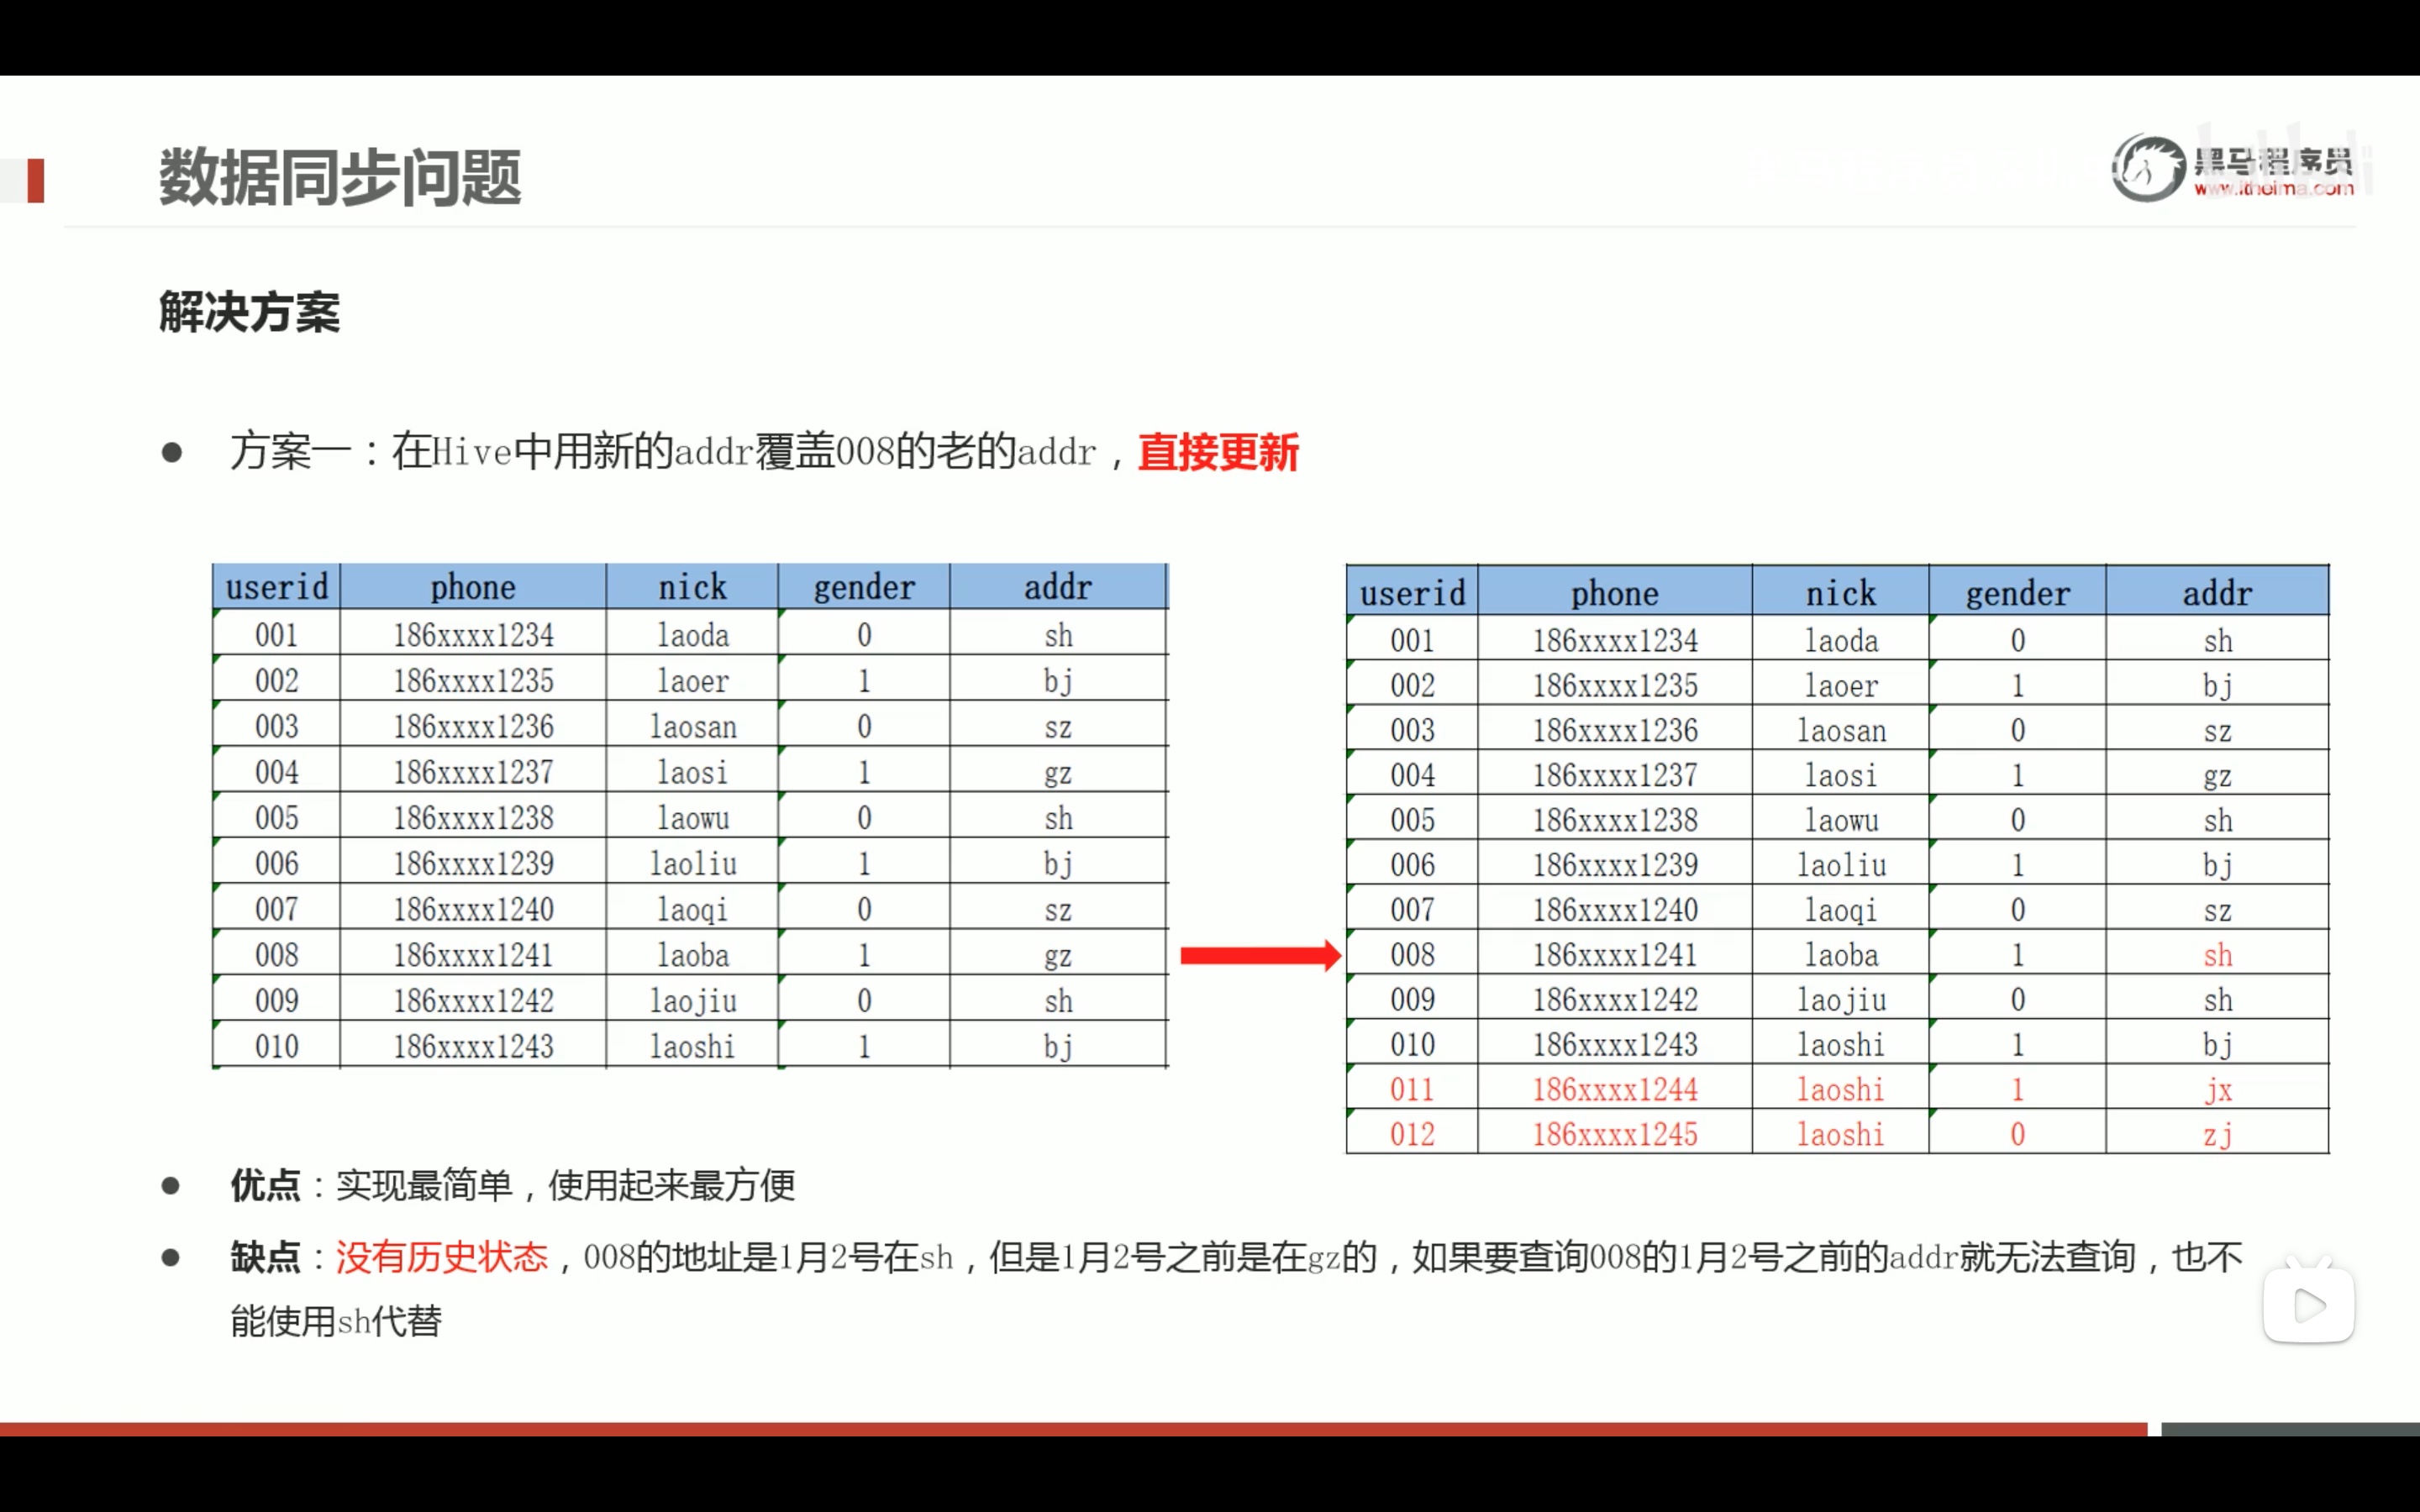 数据同步问题
黑马程序员
www.itheima.com
解决方案
● 方案一：在Hive中用新的addr覆盖008的老的addr，直接更新
userid phone nick gender addr
001 186xxxx1234 laoda 0 sh
002 186xxxx1235 laoer 1 bj
003 186xxxx1236 laosan 0 sz
004 186xxxx1237 laosi 1 gz
005 186xxxx1238 laowu 0 sh
006 186xxxx1239 laoliu 1 bj
007 186xxxx1240 laoqi 0 sz
008 186xxxx1241 laoba 1 gz
009 186xxxx1242 laojiu 0 sh
010 186xxxx1243 laoshi 1 bj
userid phone nick gender addr
001 186xxxx1234 laoda 0 sh
002 186xxxx1235 laoer 1 bj
003 186xxxx1236 laosan 0 sz
004 186xxxx1237 laosi 1 gz
005 186xxxx1238 laowu 0 sh
006 186xxxx1239 laoliu 1 bj
007 186xxxx1240 laoqi 0 sz
008 186xxxx1241 laoba 1 sh
009 186xxxx1242 laojiu 0 sh
010 186xxxx1243 laoshi 1 bj
011 186xxxx1244 laoshi 1 jx
012 186xxxx1245 laoshi 0 zj
● 优点：实现最简单，使用起来最方便
● 缺点：没有历史状态，008的地址是1月2号在sh，但是1月2号之前是在gz的，如果要查询008的1月2号之前的addr就无法查询，也不
能使用sh代替